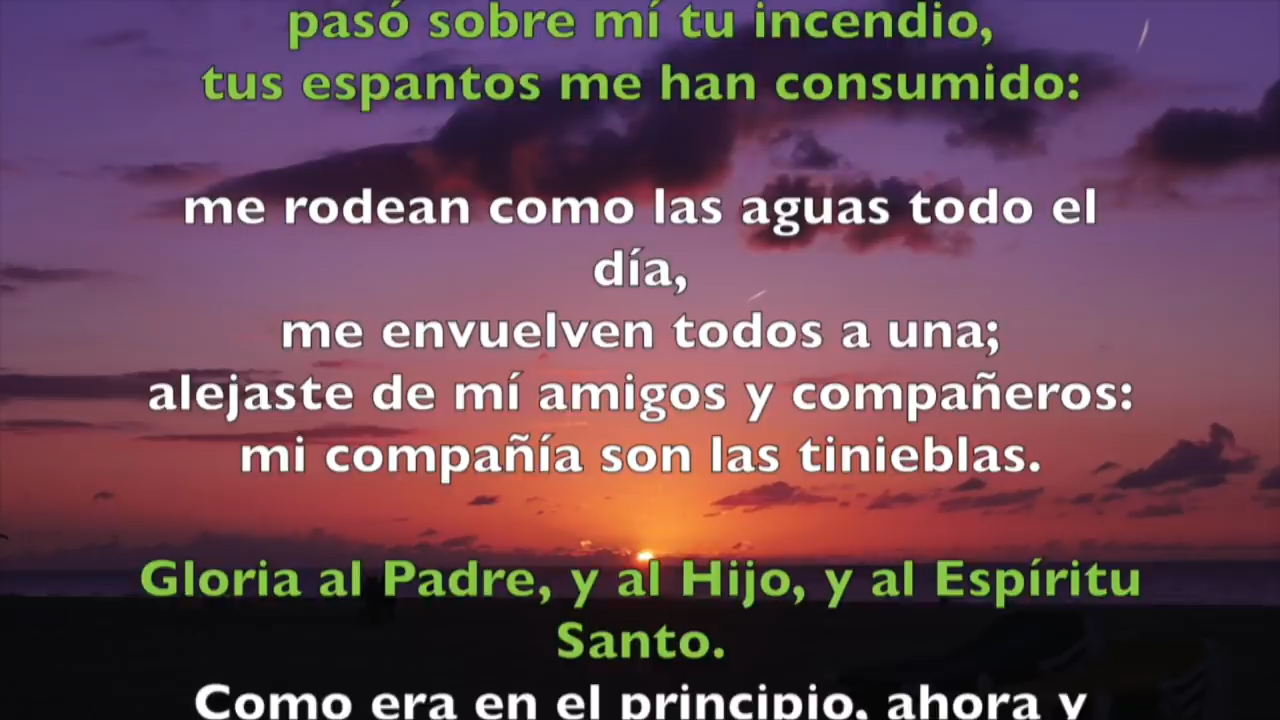 pasó sobre mí tu incendio,
tus espantos me han consumido:
me rodean como las aguas todo el
día,
me envuelven todos a una;
alejaste de mí amigos y compañeros:
mi compañía son las tinieblas.
Gloria al Padre, y al Hijo, y al Espíritu
Santo.
Como era en el principio, ahora y